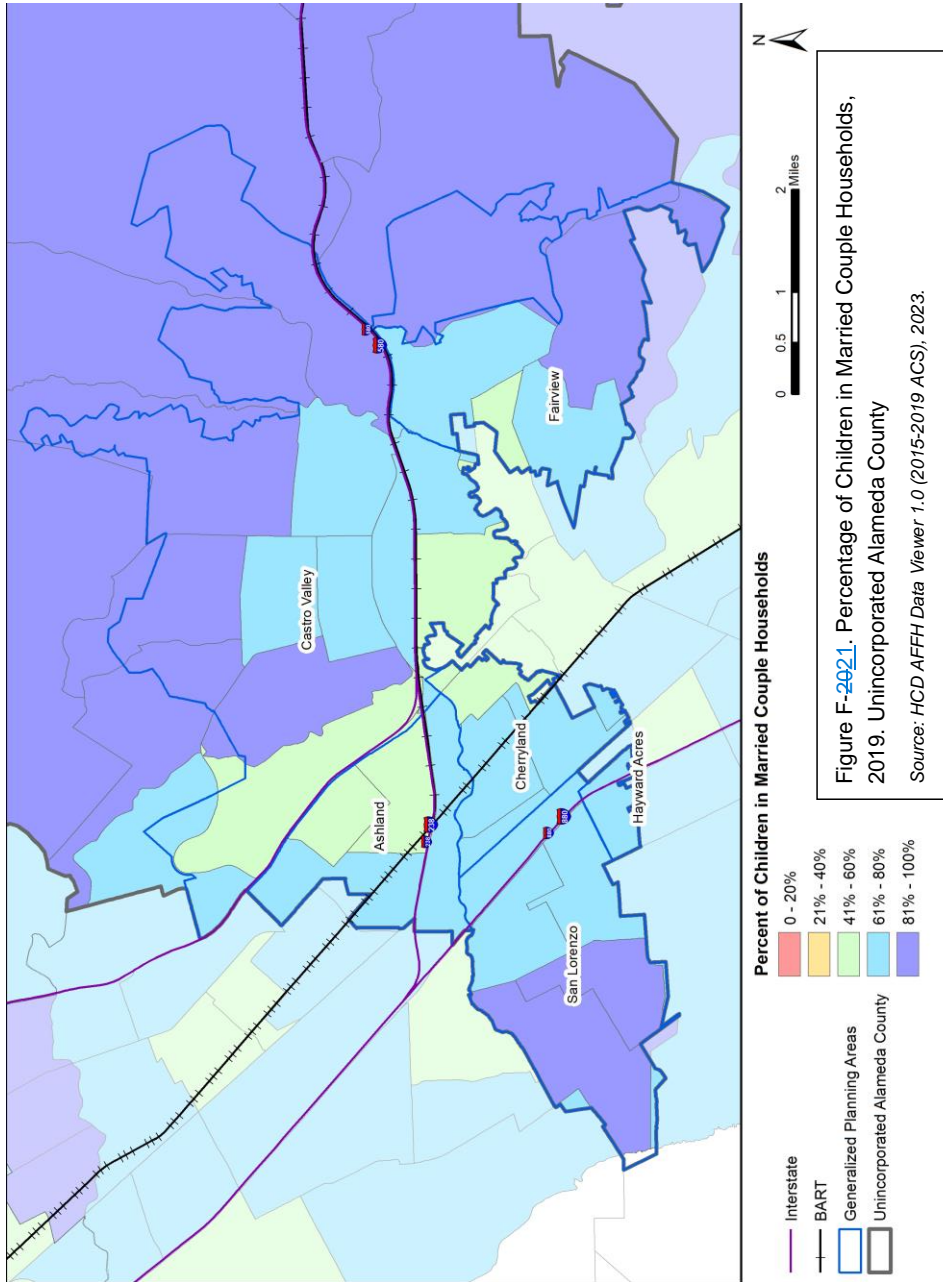 Castro Valley
Ashland
Cherryland
Fairview
San Lorenzo
Hayward Acres
580
238
880
N
Percent of Children in Married Couple Households
Interstate
BART
Generalized Planning Areas
Unincorporated Alameda County
0 - 20%
21% - 40%
41% - 60%
61% - 80%
81% - 100%
0 0.5 1 2 Miles
Figure F-2021. Percentage of Children in Married Couple Households,
2019. Unincorporated Alameda County
Source: HCD AFFH Data Viewer 1.0 (2015-2019 ACS), 2023.